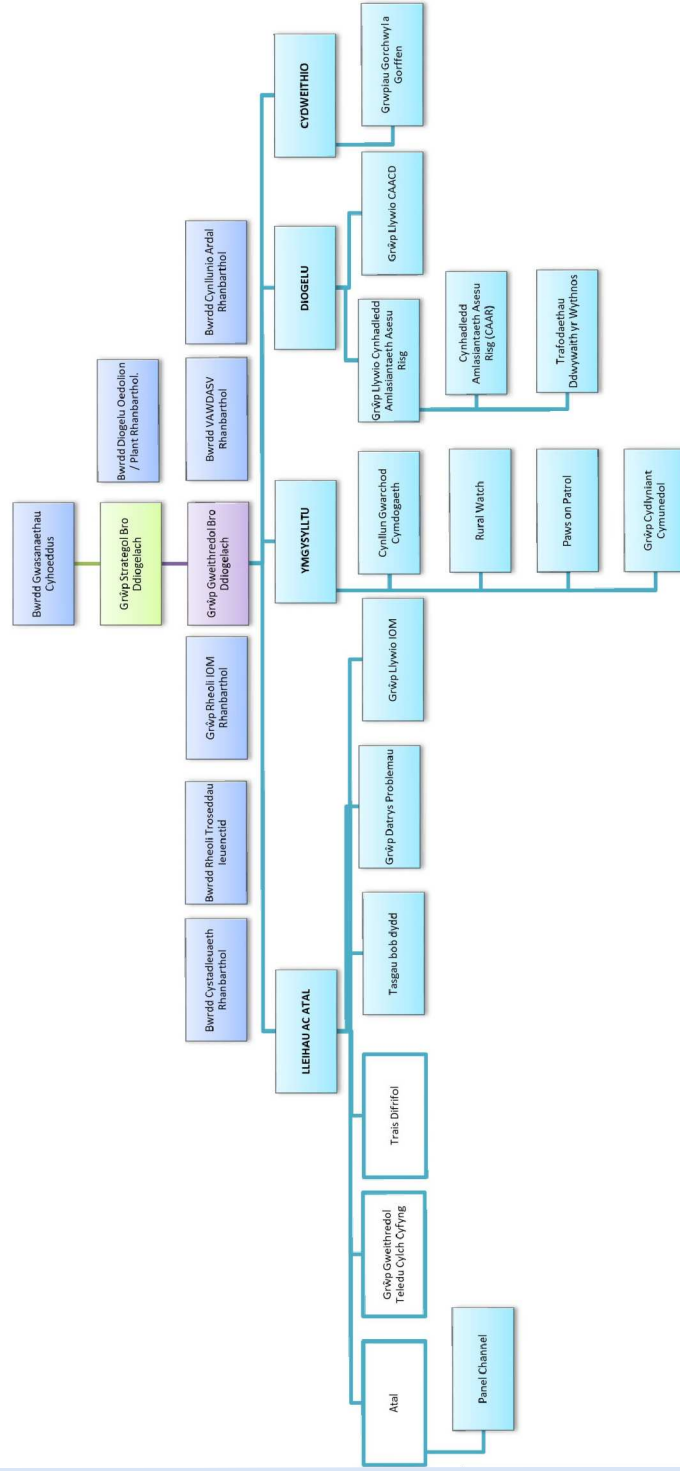 Bwrdd Gwasanaethau
Cyhoeddus
Grŵp Strategol Bro
Ddiogelach
Bwrdd Diogelu Oedolion
/ Plant Rhanbarthol.
Bwrdd Cystadleuaeth
Rhanbarthol
Bwrdd Rheoli Troseddau
Ieuenctid
Grŵp Rheoli IOM
Rhanbarthol
Grŵp Gweithredol Bro
Ddiogelach
Bwrdd VAWDASV
Rhanbarthol
Bwrdd Cynllunio Ardal
Rhanbarthol
LLEIHAU AC ATAL
YMGYSYLLTU
DIOGELU
CYDWEITHIO
Atal
Grŵp Gweithredol
Teledu Cylch Cyfyng
Trais Difrifol
Tasgau bob dydd
Grŵp Datrys Problemau
Grŵp Llywio IOM
Cynllun Gwarchod
Cymdogaeth
Grŵp Llywio Cynhadledd
Amlasiantaeth Asesu
Risg
Grŵp Llywio CAACD
Grwpiau Gorchwyl a
Gorffen
Panel Channel
Rural Watch
Cynhadledd
Amlasiantaeth Asesu
Risg (CAAR)
Paws on Patrol
Trafodaethau
Ddwywaith yr Wythnos
Grŵp Cydlyniant
Cymunedol